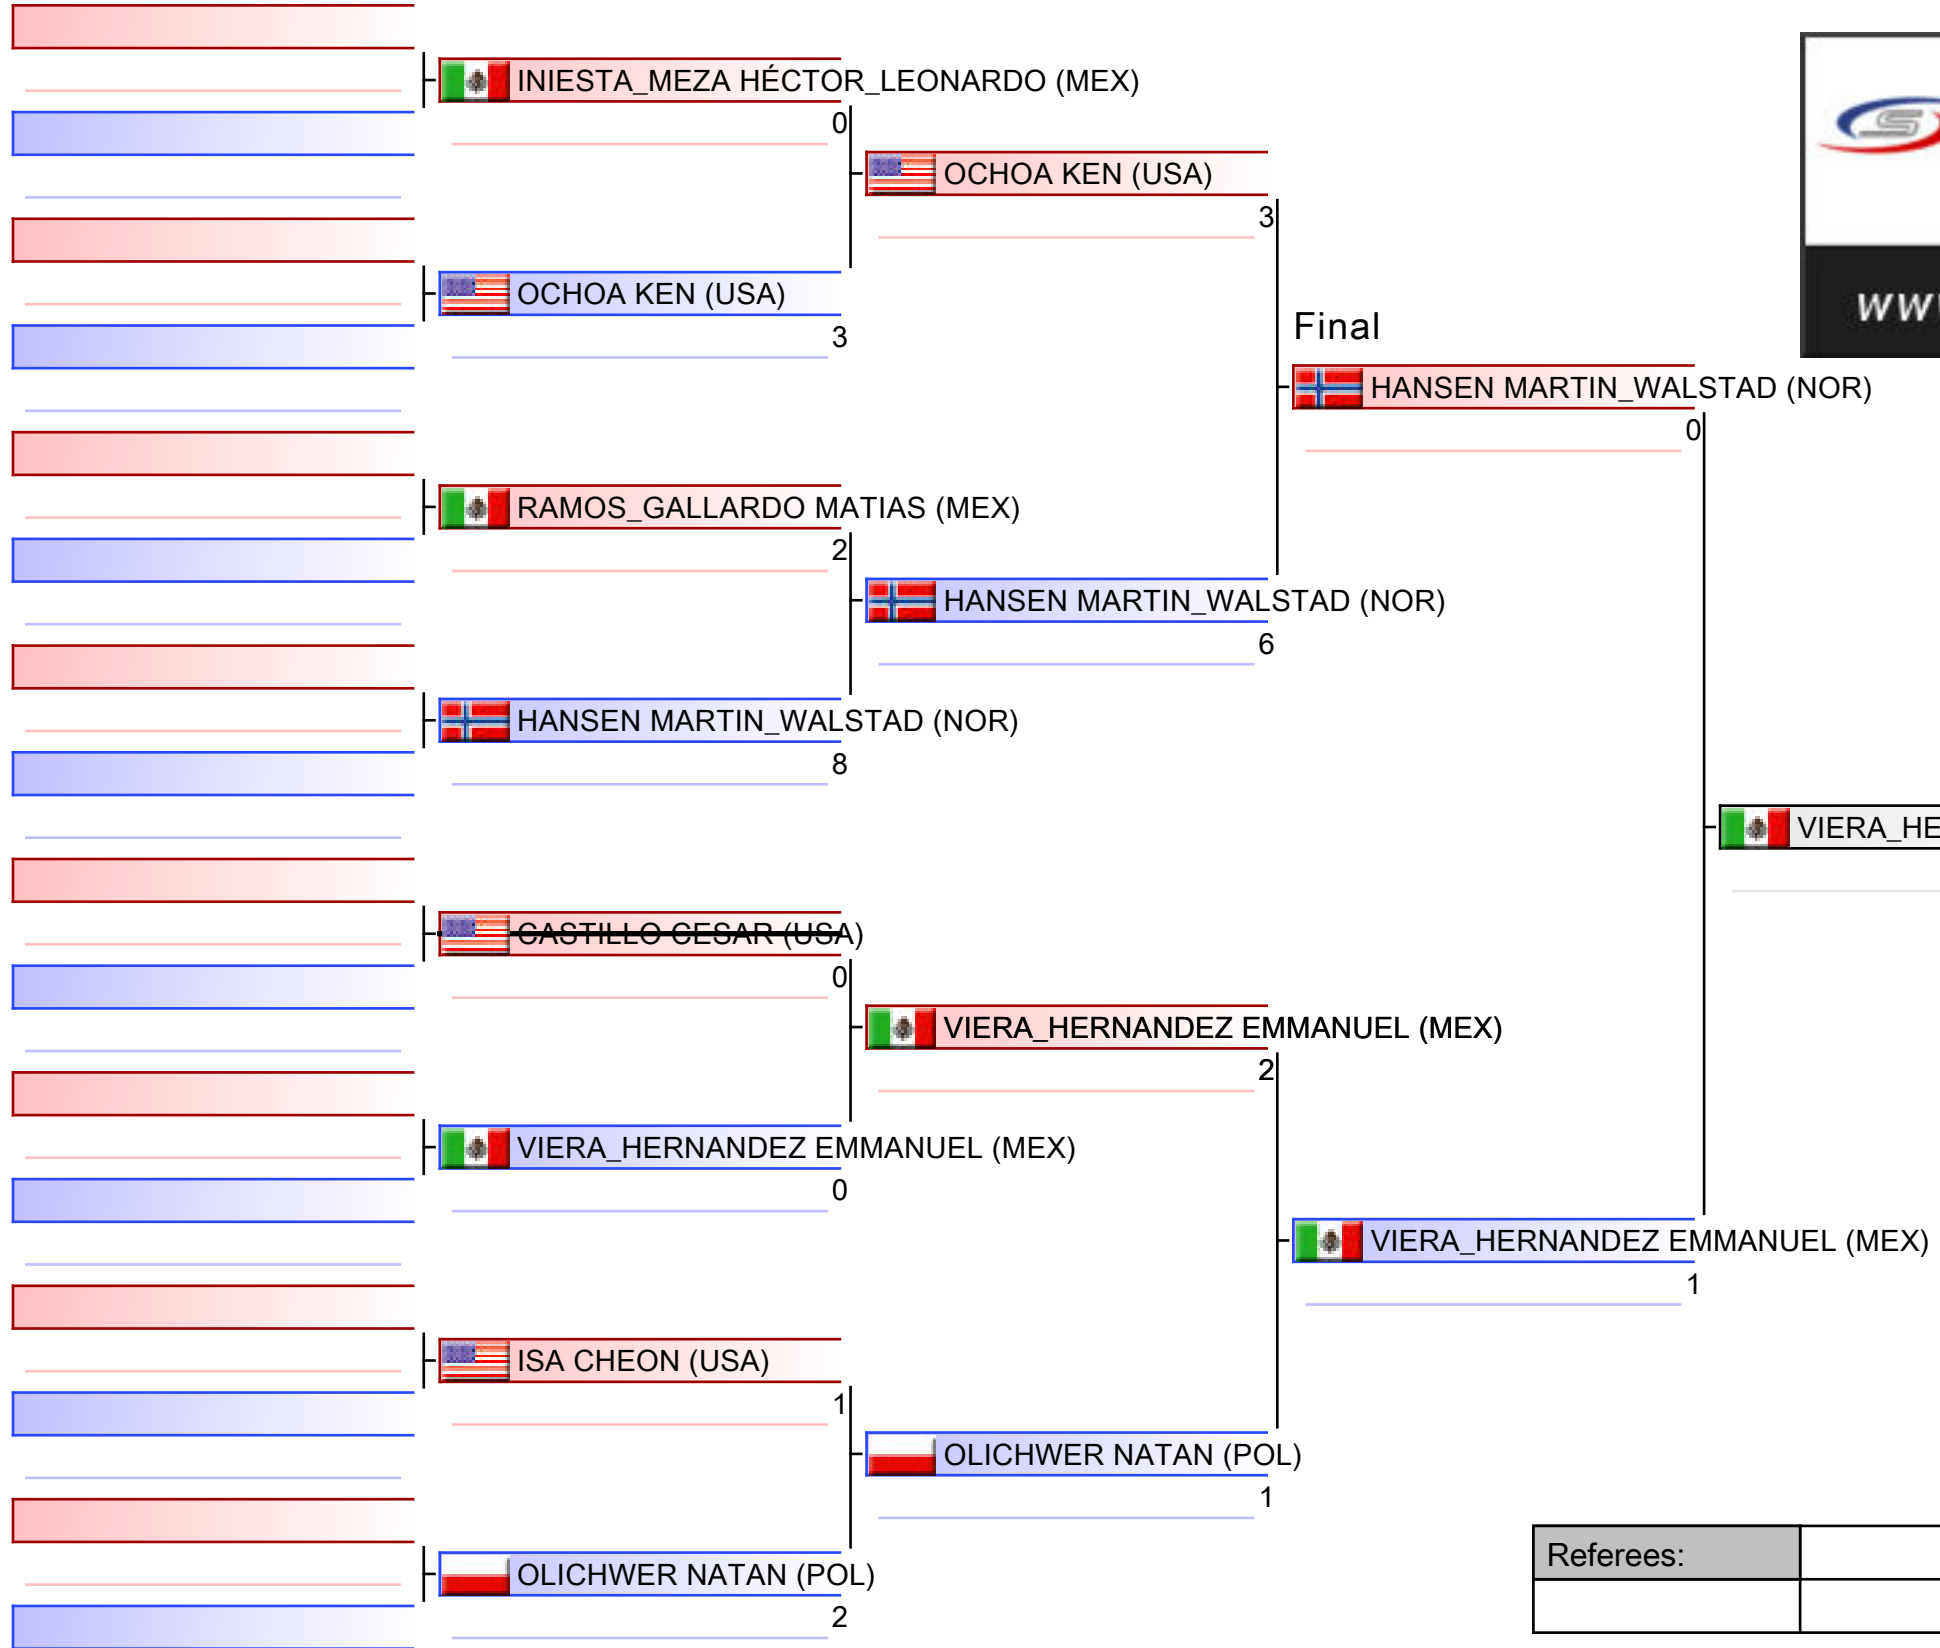 INIESTA_MEZA HÉCTOR_LEONARDO (MEX)
0
OCHOA KEN (USA)
3
OCHOA KEN (USA)
3
Final
HANSEN MARTIN_WALSTAD (NOR)
0
RAMOS_GALLARDO MATIAS (MEX)
2
HANSEN MARTIN_WALSTAD (NOR)
6
HANSEN MARTIN_WALSTAD (NOR)
8
VIERA_HE
CASTILLO CESAR (USA)
0
VIERA_HERNANDEZ EMMANUEL (MEX)
2
VIERA_HERNANDEZ EMMANUEL (MEX)
0
VIERA_HERNANDEZ EMMANUEL (MEX)
1
ISA CHEON (USA)
1
OLICHWER NATAN (POL)
1
OLICHWER NATAN (POL)
2
Referees: